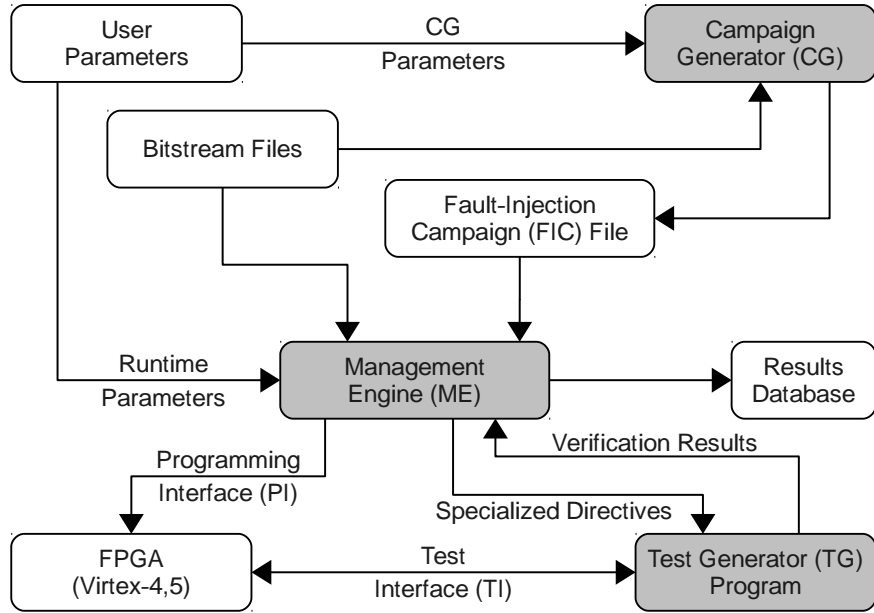 User
Parameters
CG
Parameters
Campaign
Generator (CG)
Bitstream Files
Fault-Injection
Campaign (FIC) File
Runtime
Parameters
Management
Engine (ME)
Results
Database
Programming
Interface (PI)
Verification Results
Specialized Directives
FPGA
(Virtex-4,5)
Test
Interface (TI)
Test Generator (TG)
Program